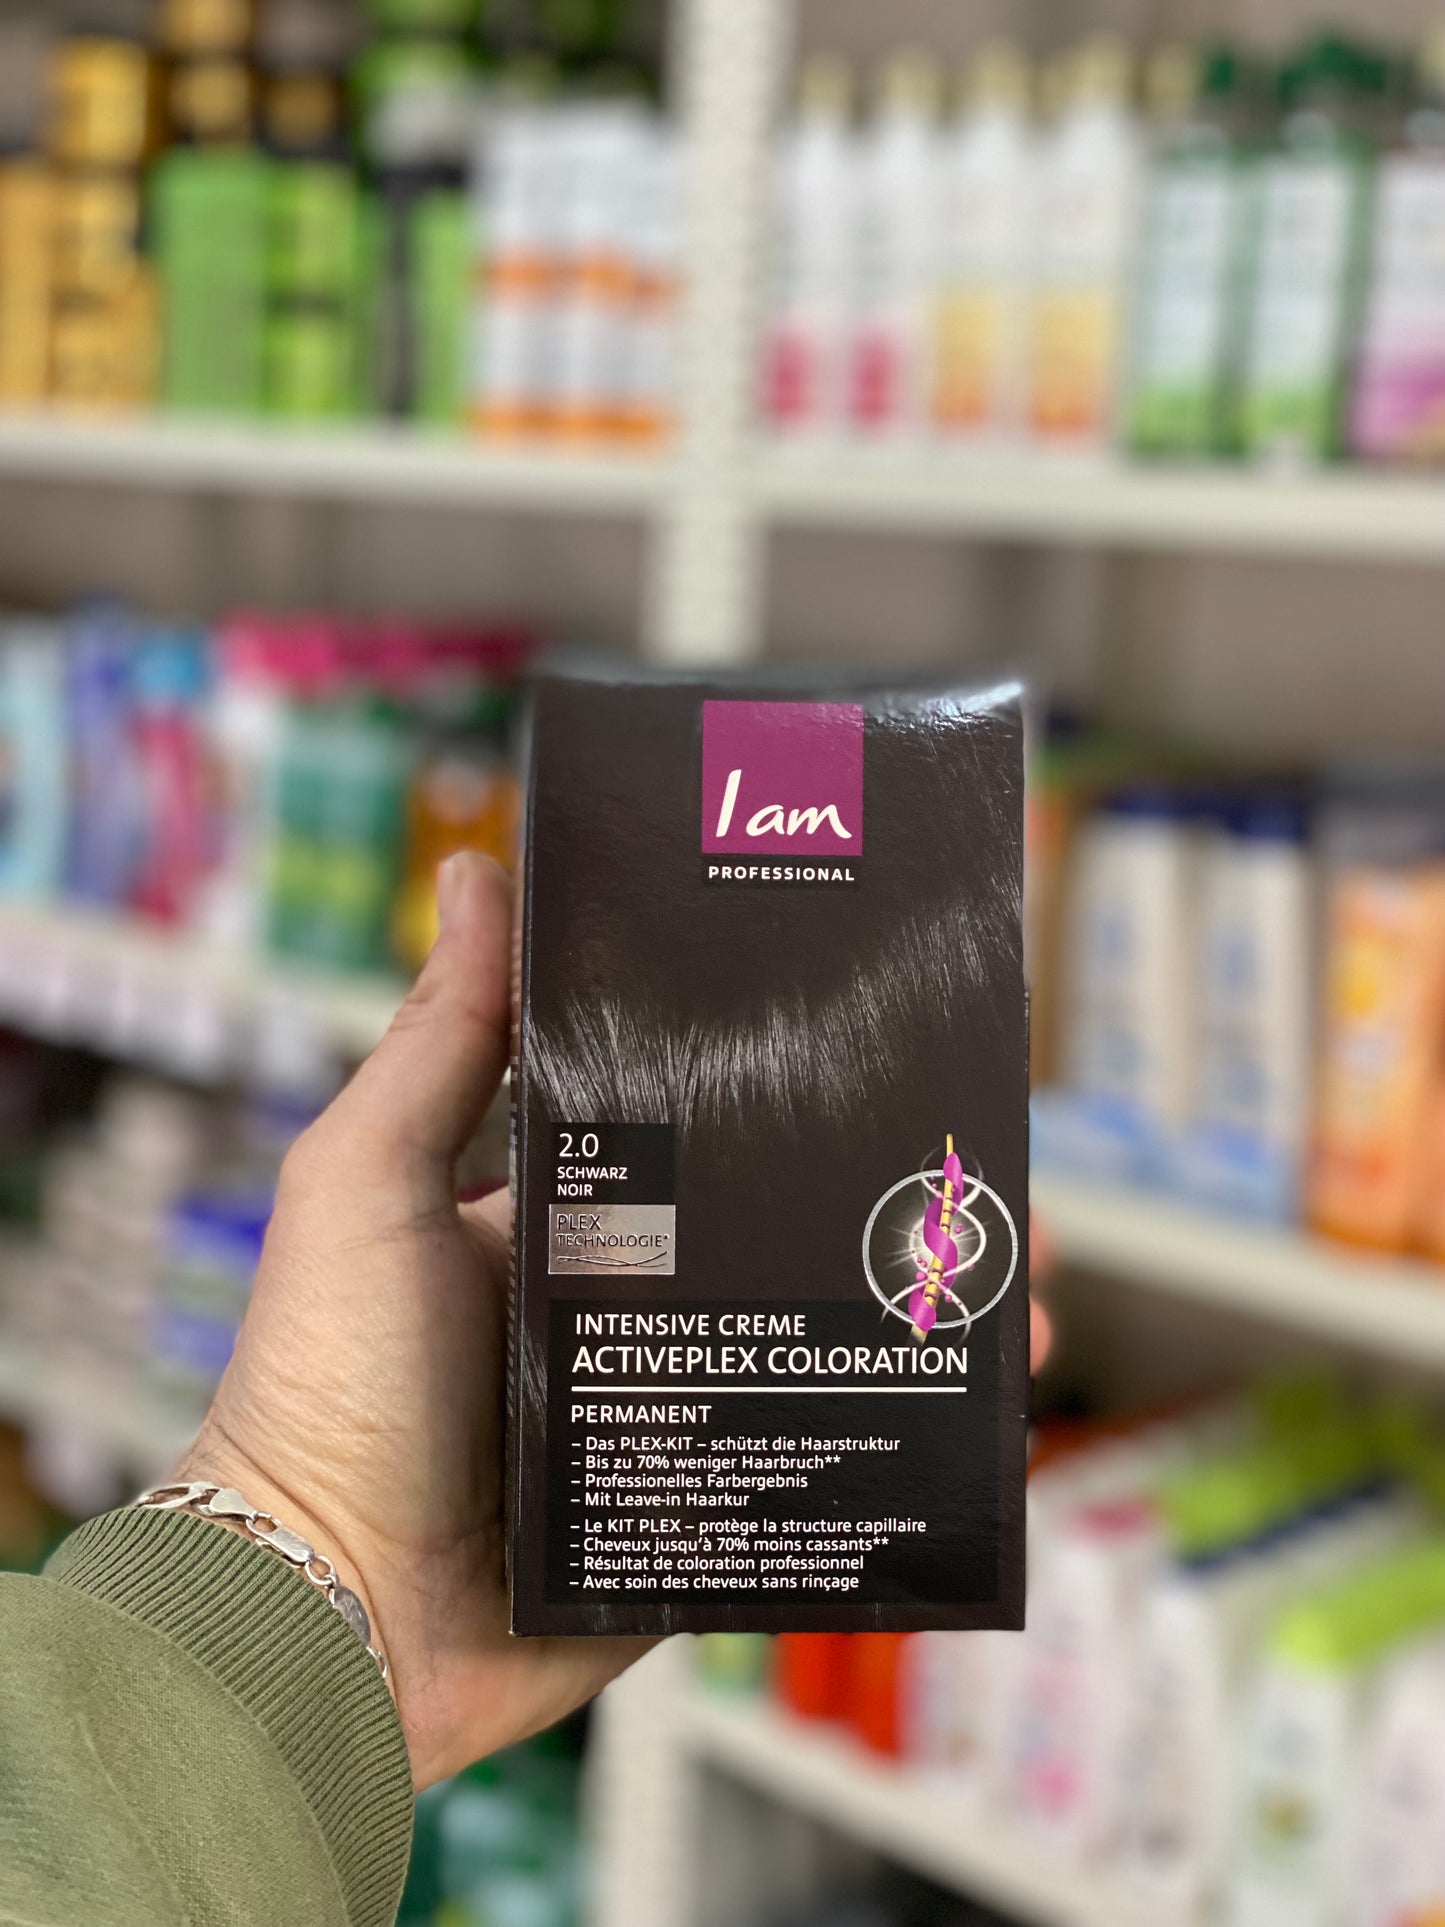 I am
PROFESSIONAL
2.0
SCHWARZ
NOIR
PLEX
TECHNOLOGIE*
INTENSIVE CREME
ACTIVEPLEX COLORATION
PERMANENT
– Das PLEX-KIT – schützt die Haarstruktur
– Bis zu 70% weniger Haarbruch**
– Professionelles Farbergebnis
– Mit Leave-in Haarkur
– Le KIT PLEX – protège la structure capillaire
– Cheveux jusqu'à 70% moins cassants**
– Résultat de coloration professionnel
– Avec soin des cheveux sans rinçage